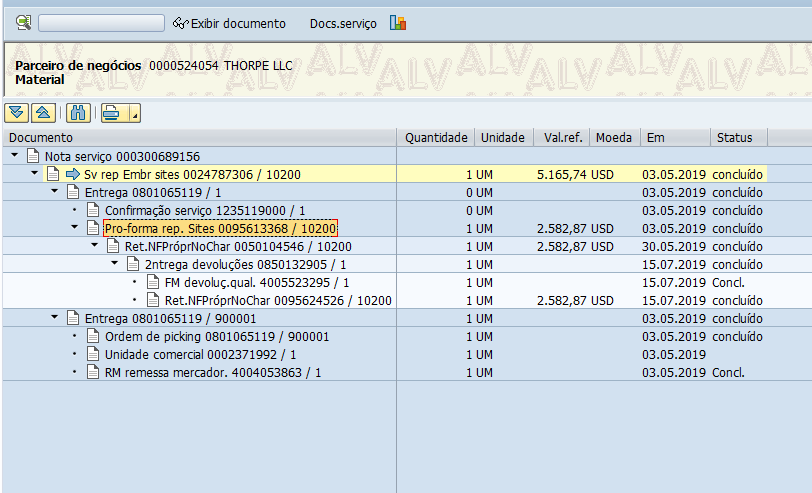 Exibir documento Docs.serviço
Parceiro de negócios 0000524054 THORPE LLC
Material
Documento Quantidade Unidade Val.ref. Moeda Em Status
Nota serviço 000300689156
Sv rep Embr sites 0024787306 / 10200 1 UM 5.165,74 USD 03.05.2019 concluído
Entrega 0801065119 / 1 0 UM 03.05.2019 concluído
Confirmação serviço 1235119000 / 1 0 UM 03.05.2019 concluído
Pro-forma rep. Sites 0095613368 / 10200 1 UM 2.582,87 USD 03.05.2019 concluído
Ret.NFPróprNoChar 0050104546 / 10200 1 UM 2.582,87 USD 30.05.2019 concluído
2ntrega devoluções 0850132905 / 1 1 UM 15.07.2019 concluído
FM devoluç.qual. 4005523295 / 1 1 UM 15.07.2019 Concl.
Ret.NFPróprNoChar 0095624526 / 10200 1 UM 2.582,87 USD 15.07.2019 concluído
Entrega 0801065119 / 900001 1 UM 03.05.2019 concluído
Ordem de picking 0801065119 / 900001 1 UM 03.05.2019 concluído
Unidade comercial 0002371992 / 1 1 UM 03.05.2019
RM remessa mercador. 4004053863 / 1 1 UM 03.05.2019 Concl.